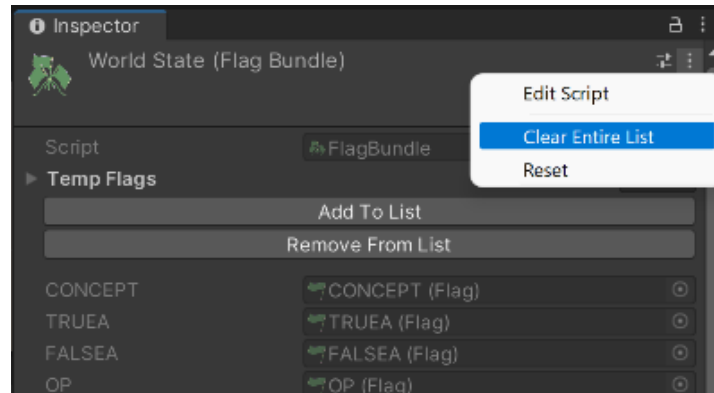 Inspector
World State (Flag Bundle)
Edit Script
Clear Entire List
Reset
Script FlagBundle
Temp Flags
Add To List
Remove From List
CONCEPT CONCEPT (Flag)
TRUEA TRUEA (Flag)
FALSEA FALSEA (Flag)
OP OP (Flag)